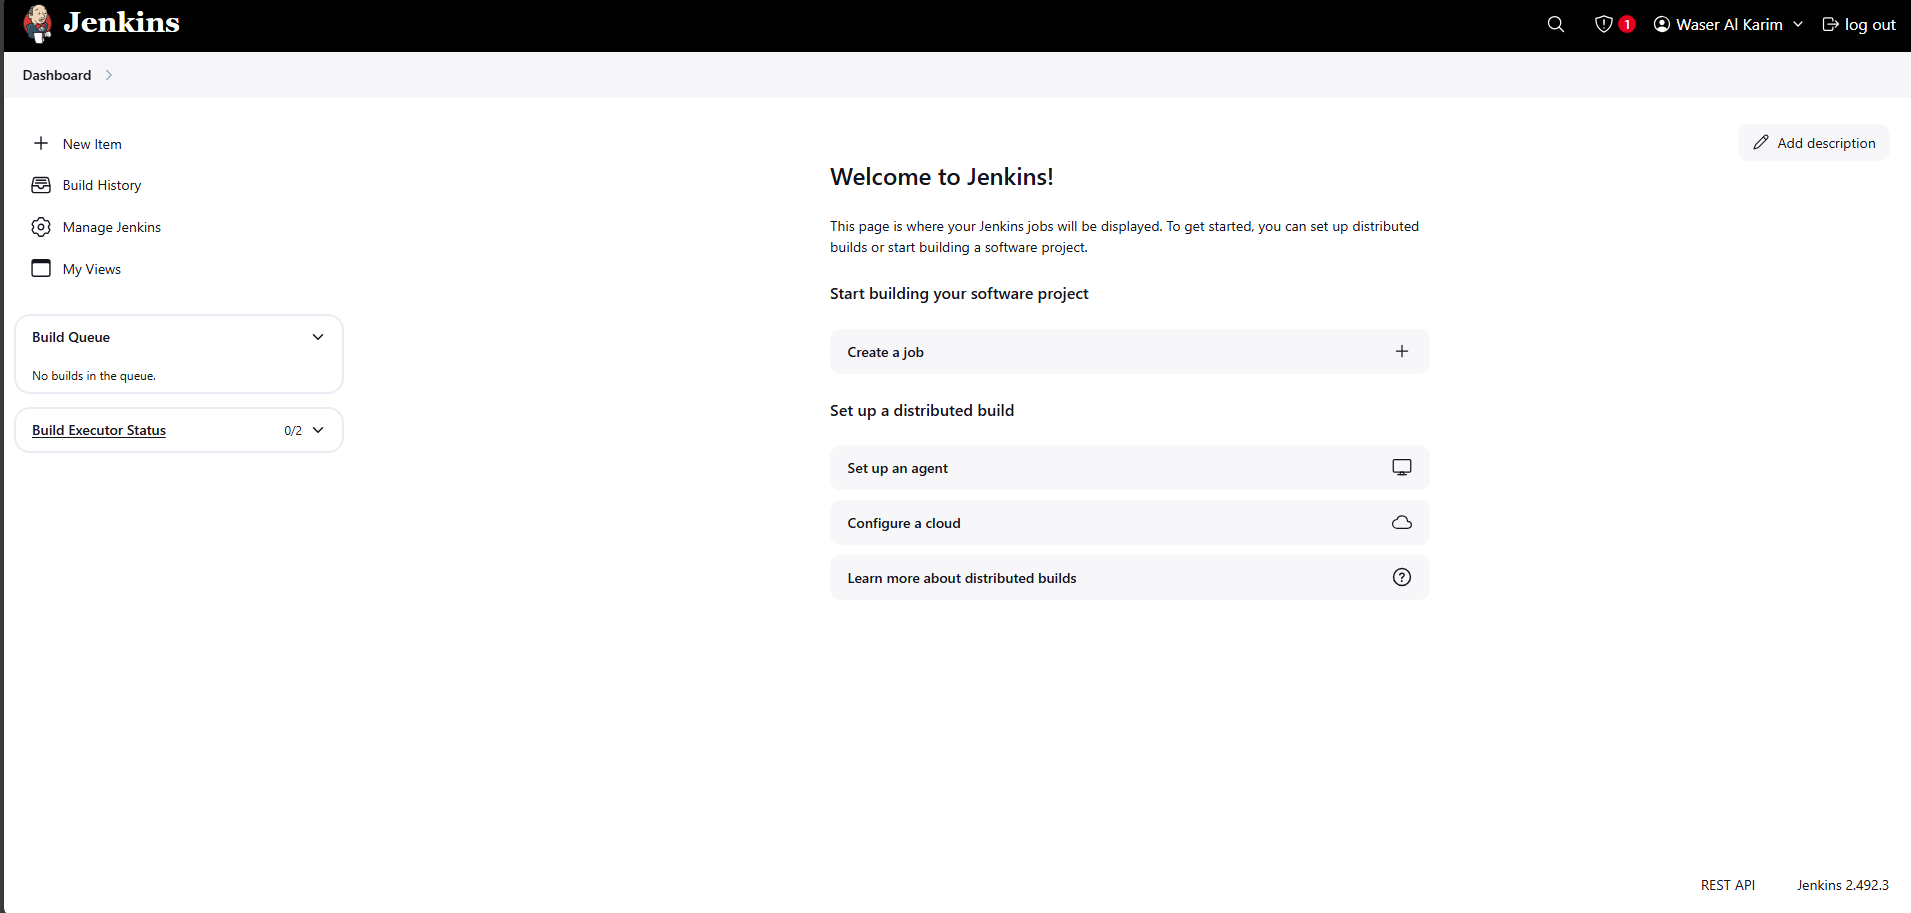 Jenkins
1
Waser Al Karim
log out
Dashboard
New Item
Build History
Manage Jenkins
My Views
Build Queue
No builds in the queue.
Build Executor Status
0/2
Add description
Welcome to Jenkins!
This page is where your Jenkins jobs will be displayed. To get started, you can set up distributed
builds or start building a software project.
Start building your software project
Create a job
Set up a distributed build
Set up an agent
Configure a cloud
Learn more about distributed builds
REST API
Jenkins 2.492.3